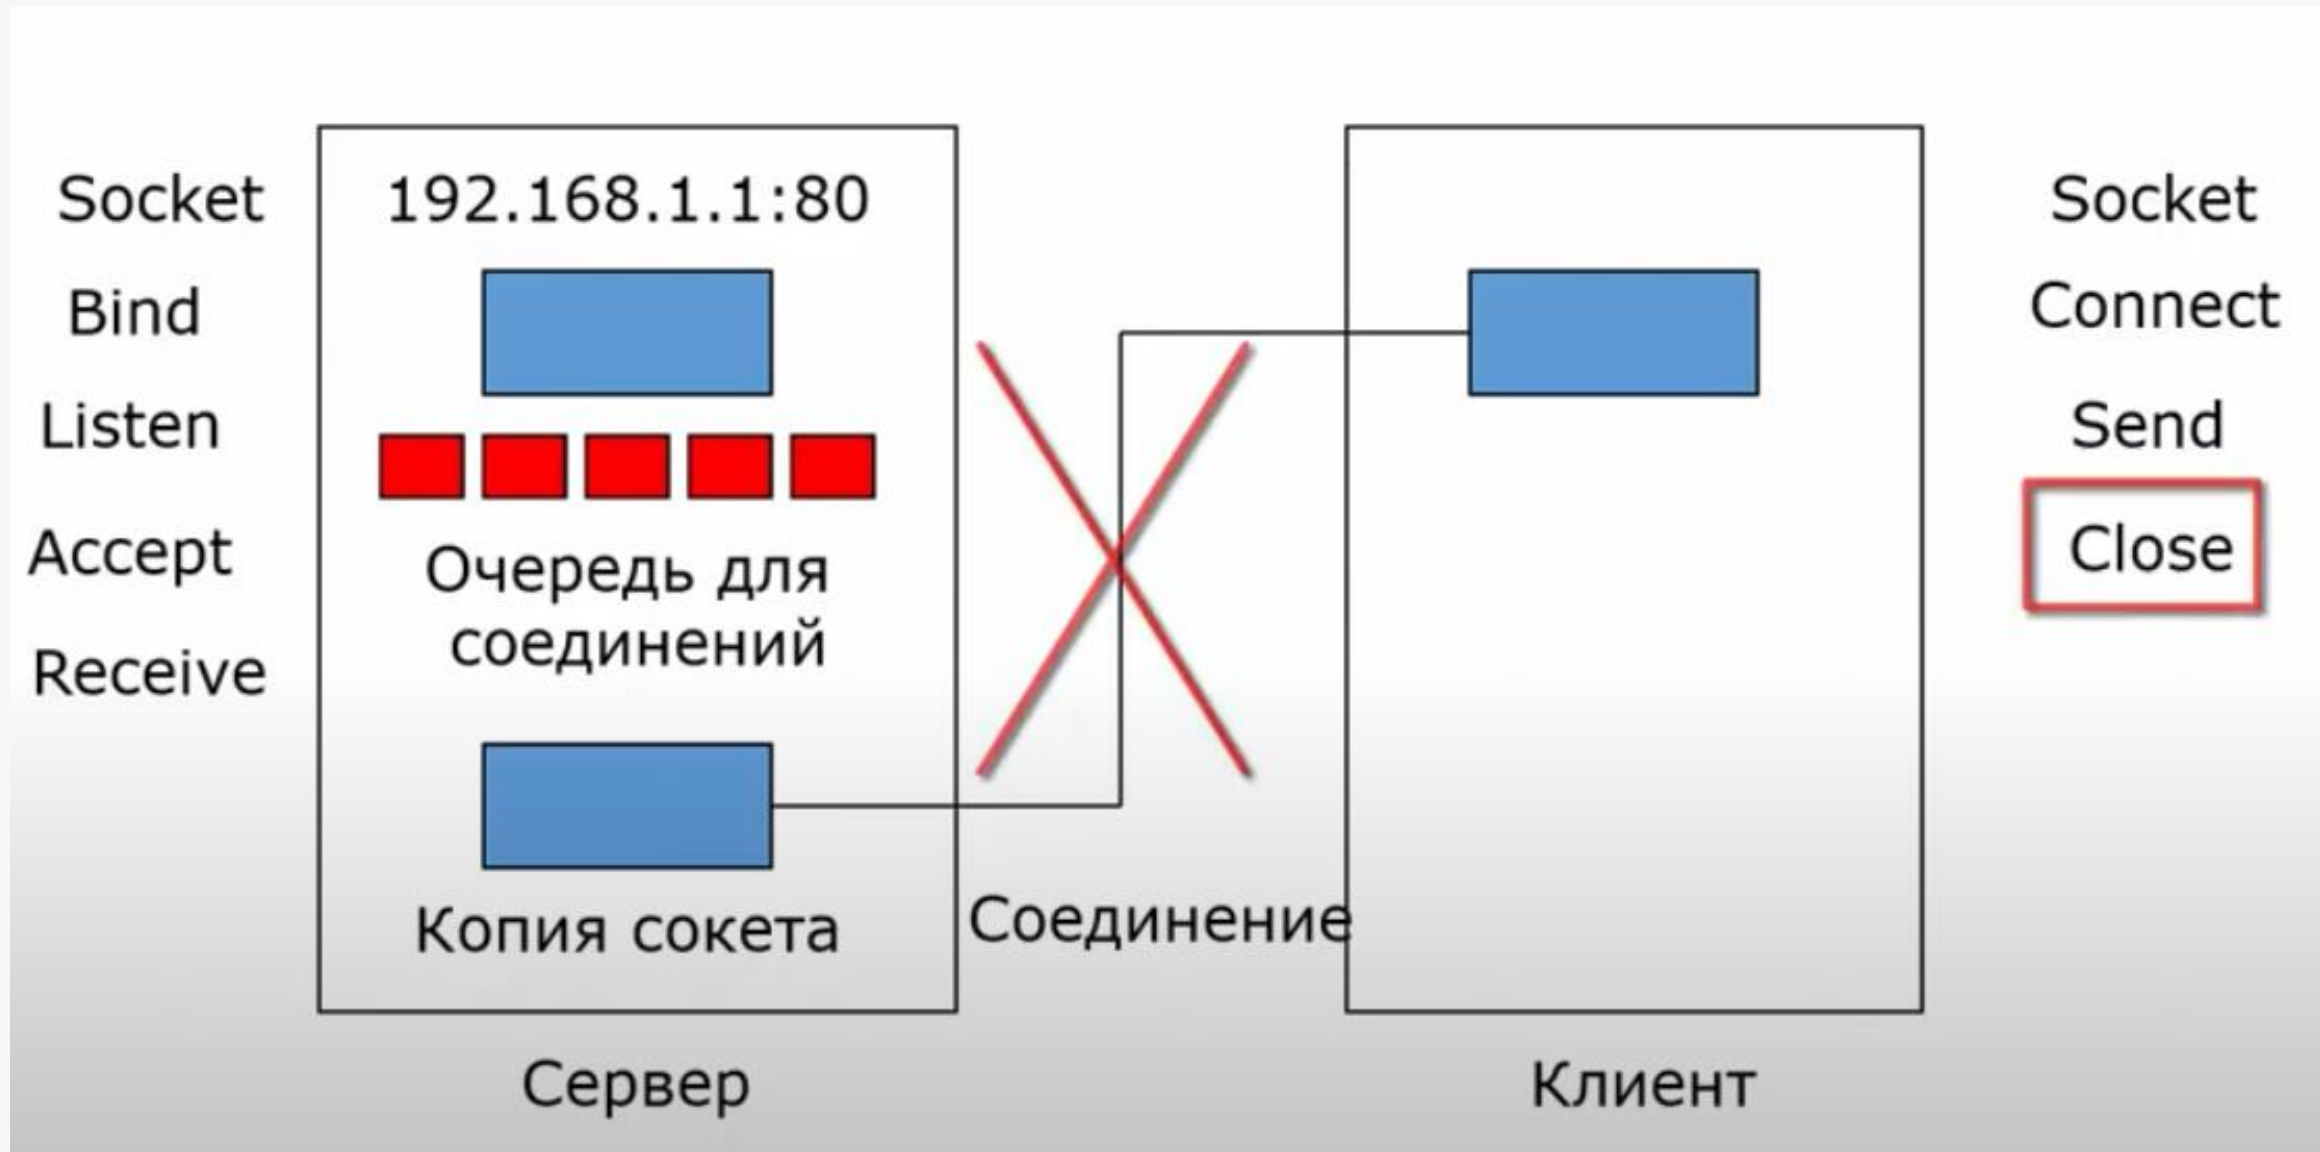 Socket
Bind
Listen
Accept
Receive
192.168.1.1:80
Очередь для
соединений
Копия сокета
Сервер
Соединение
Клиент
Socket
Connect
Send
Close